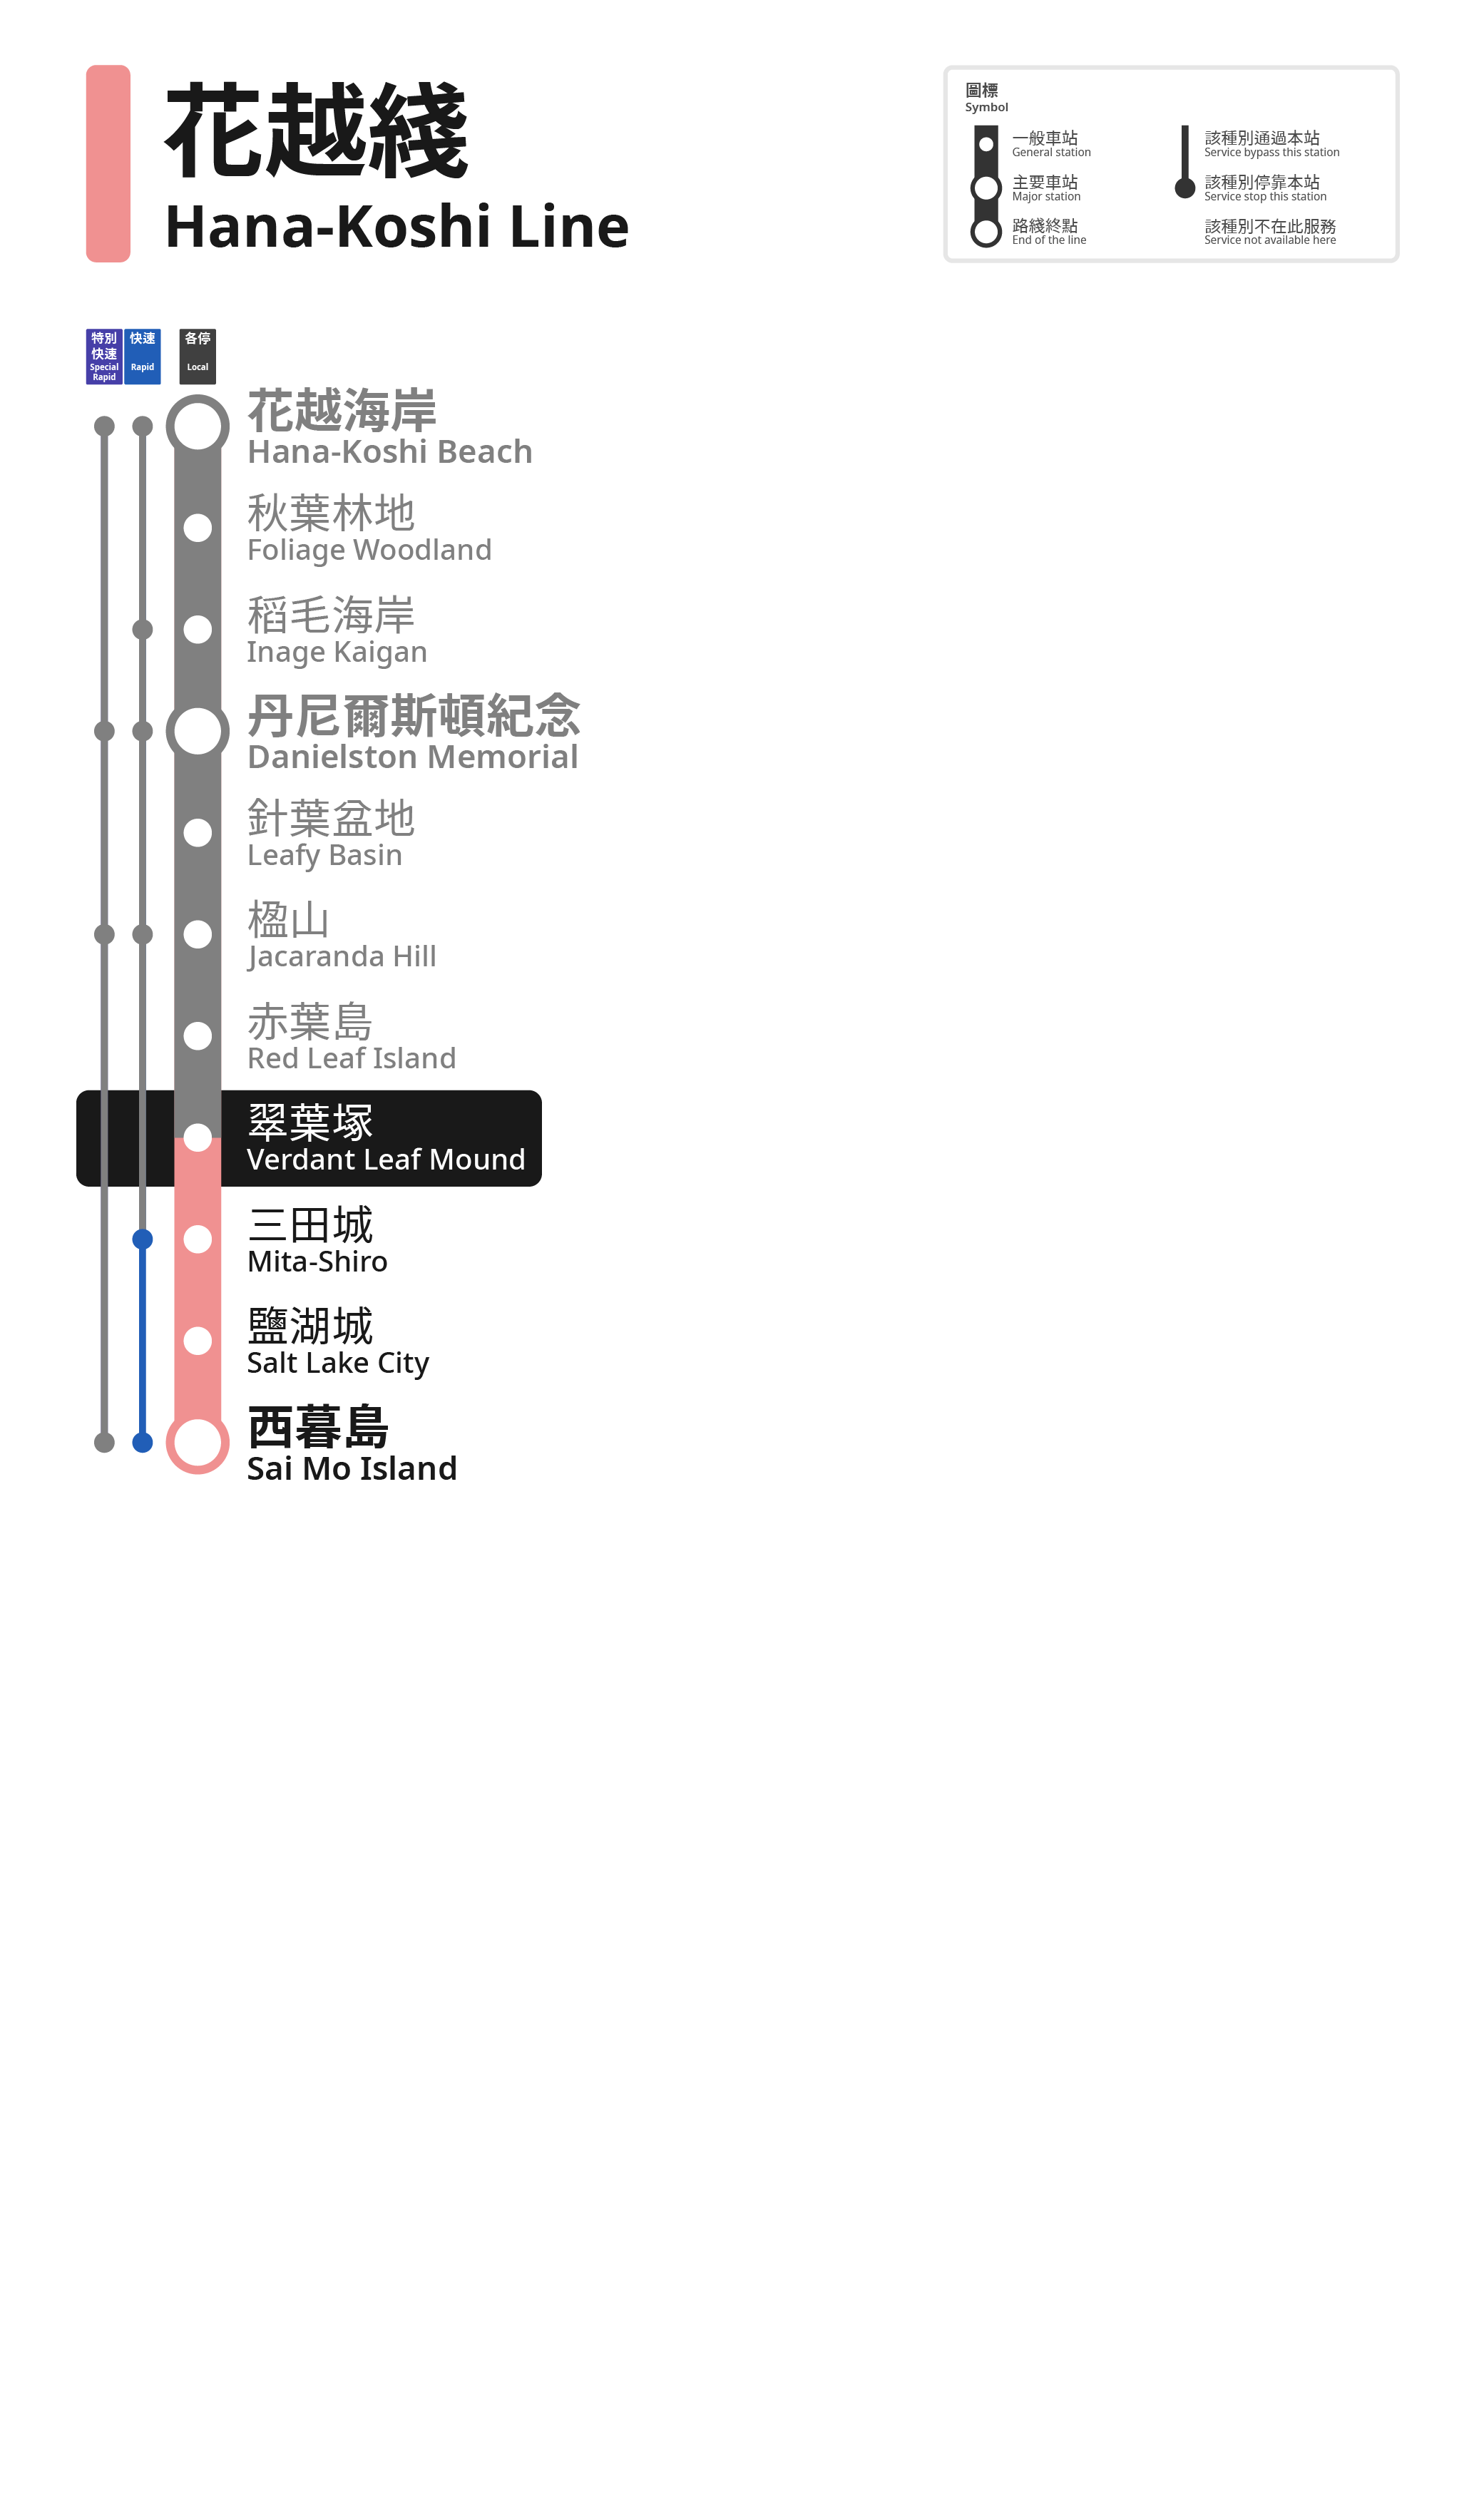 花越綫
Hana-Koshi Line
圖標
Symbol
一般車站
General station
主要車站
Major station
路綫終點
End of the line
該種別通過本站
Service bypass this station
該種別停靠本站
Service stop this station
該種別不在此服務
Service not available here
特別
快速
Special
Rapid
快速
Rapid
各停
Local
花越海岸
Hana-Koshi Beach
秋葉林地
Foliage Woodland
稻毛海岸
Inage Kaigan
丹尼爾斯頓紀念
Danielston Memorial
針葉盆地
Leafy Basin
楹山
Jacaranda Hill
赤葉島
Red Leaf Island
翠葉塚
Verdant Leaf Mound
三田城
Mita-Shiro
鹽湖城
Salt Lake City
西暮島
Sai Mo Island